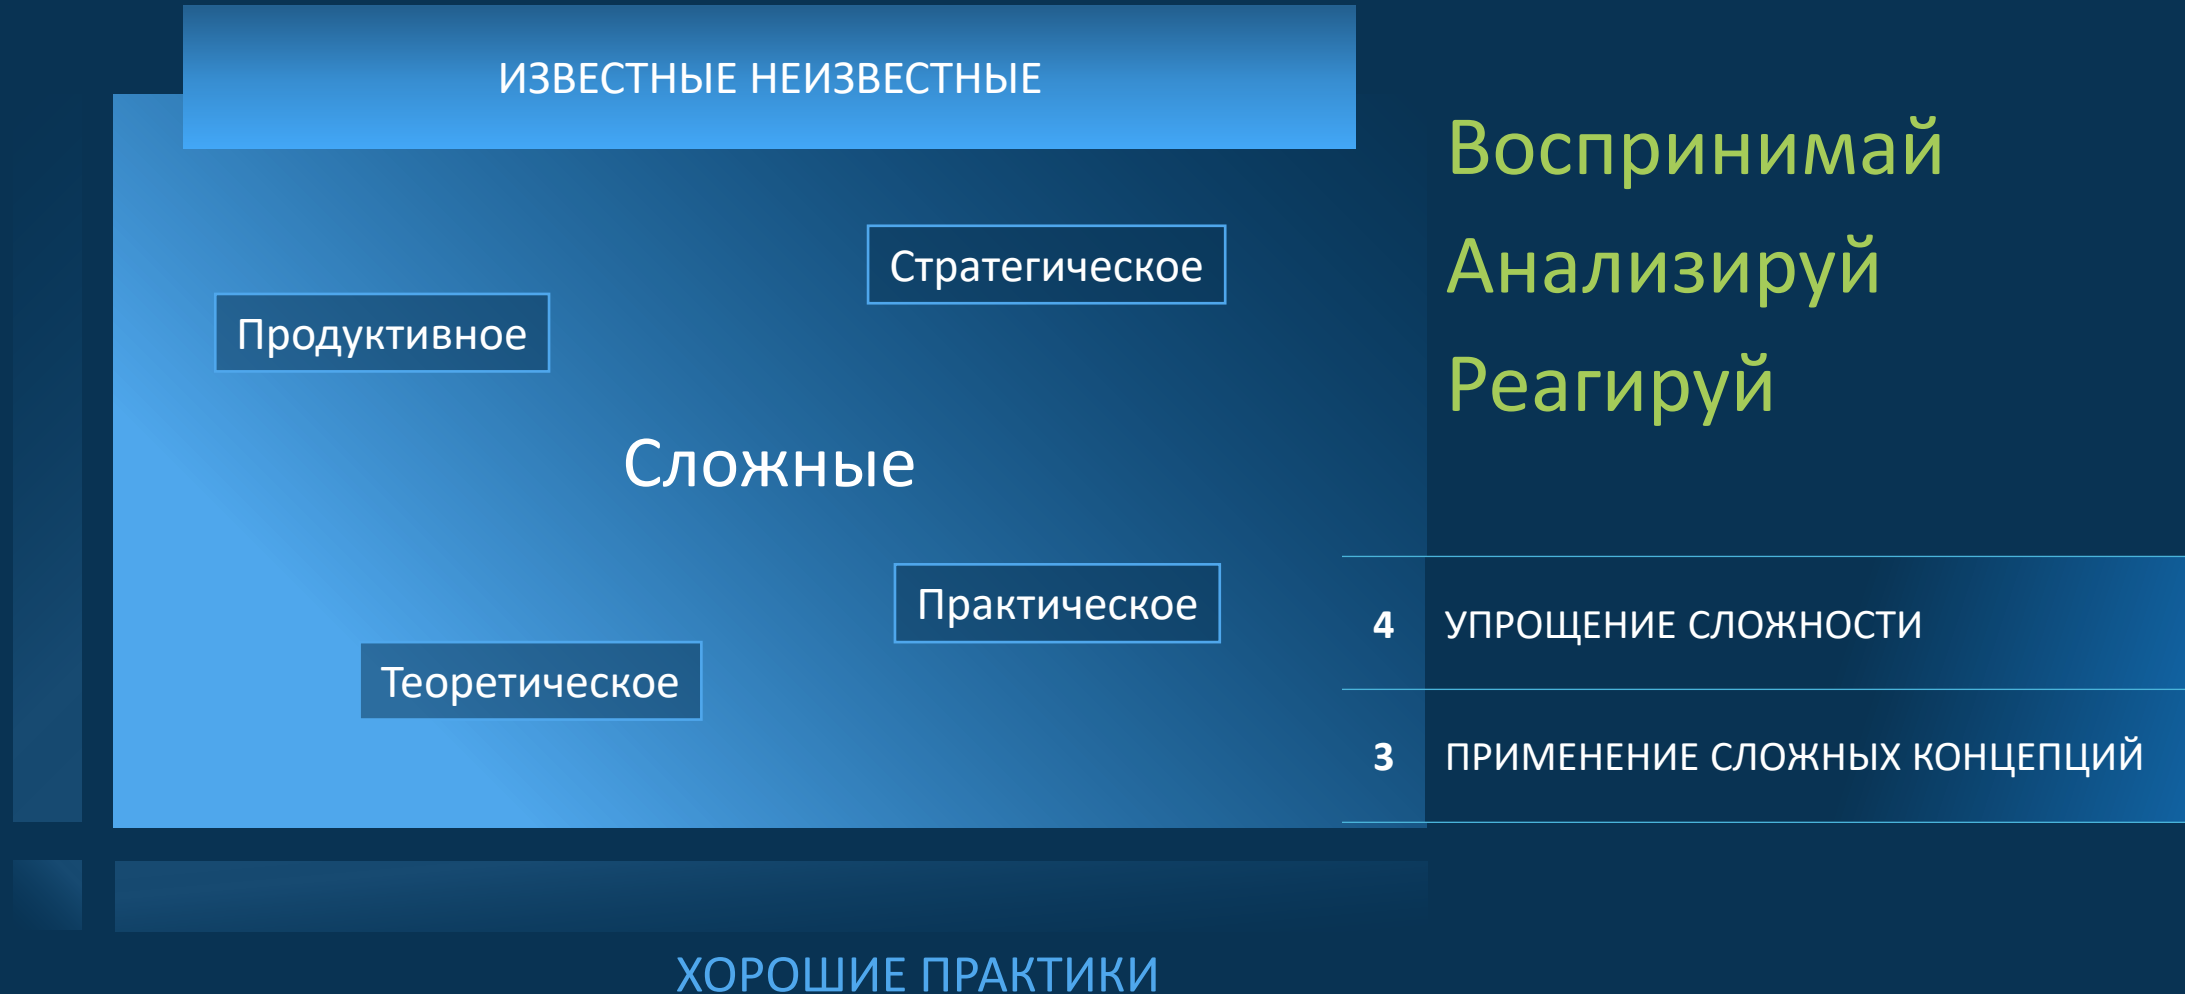 ИЗВЕСТНЫЕ НЕИЗВЕСТНЫЕ
Стратегическое
Продуктивное
Сложные
Практическое
Теоретическое
Воспринимай
Анализируй
Реагируй
4 УПРОЩЕНИЕ СЛОЖНОСТИ
3 ПРИМЕНЕНИЕ СЛОЖНЫХ КОНЦЕПЦИЙ
ХОРОШИЕ ПРАКТИКИ